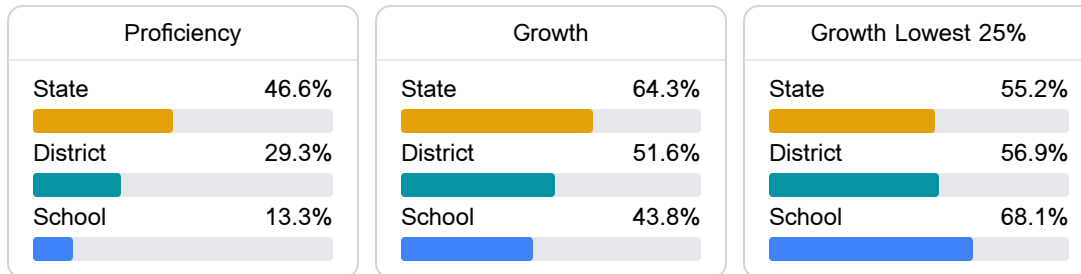 Proficiency
State 46.6%
District 29.3%
School 13.3%
Growth
State 64.3%
District 51.6%
School 43.8%
Growth Lowest 25%
State 55.2%
District 56.9%
School 68.1%